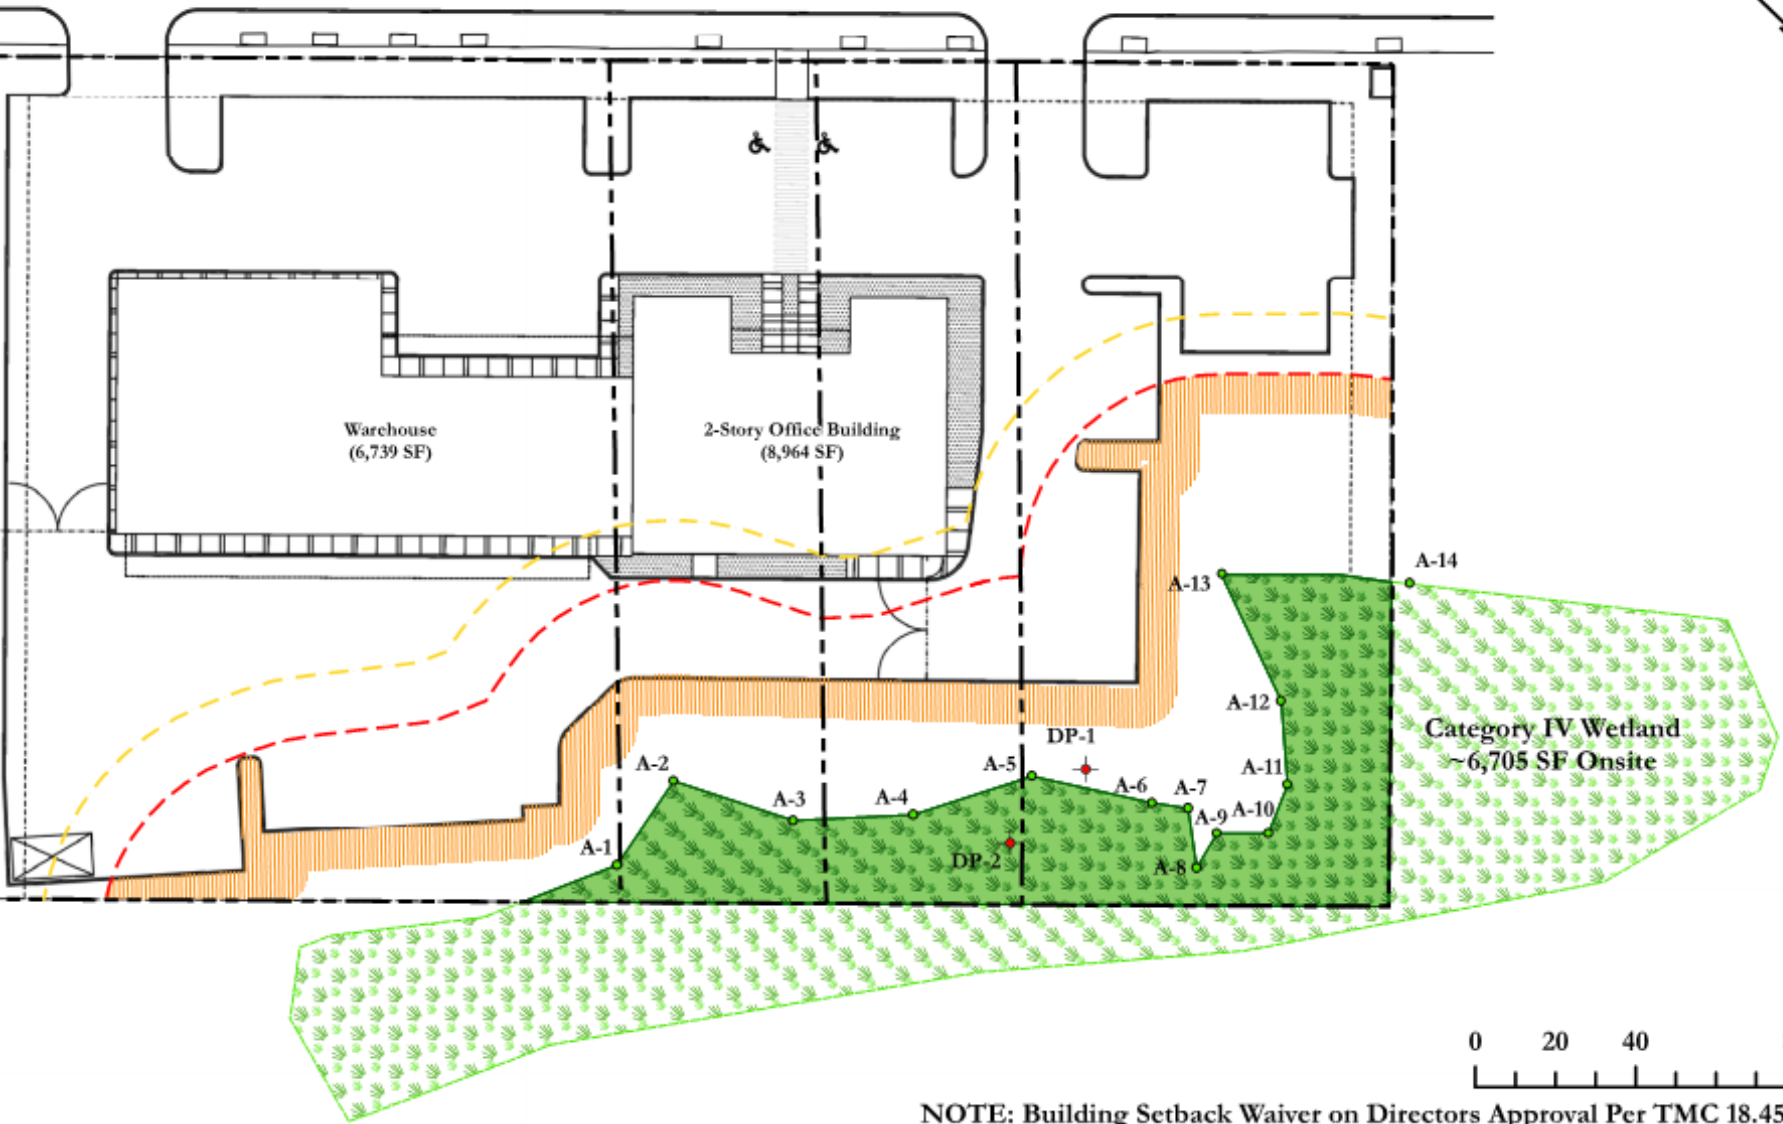 Warehouse
(6,739 SF)
2-Story Office Building
(8,964 SF)
A-14
A-13
A-12
Category IV Wetland
~6,705 SF Onsite
DP-1
A-2
A-5
A-11
A-6
A-7
A-3
A-4
A-9
A-10
A-1
DP-2
A-8
0 20 40
NOTE: Building Setback Waiver on Directors Approval Per TMC 18.45